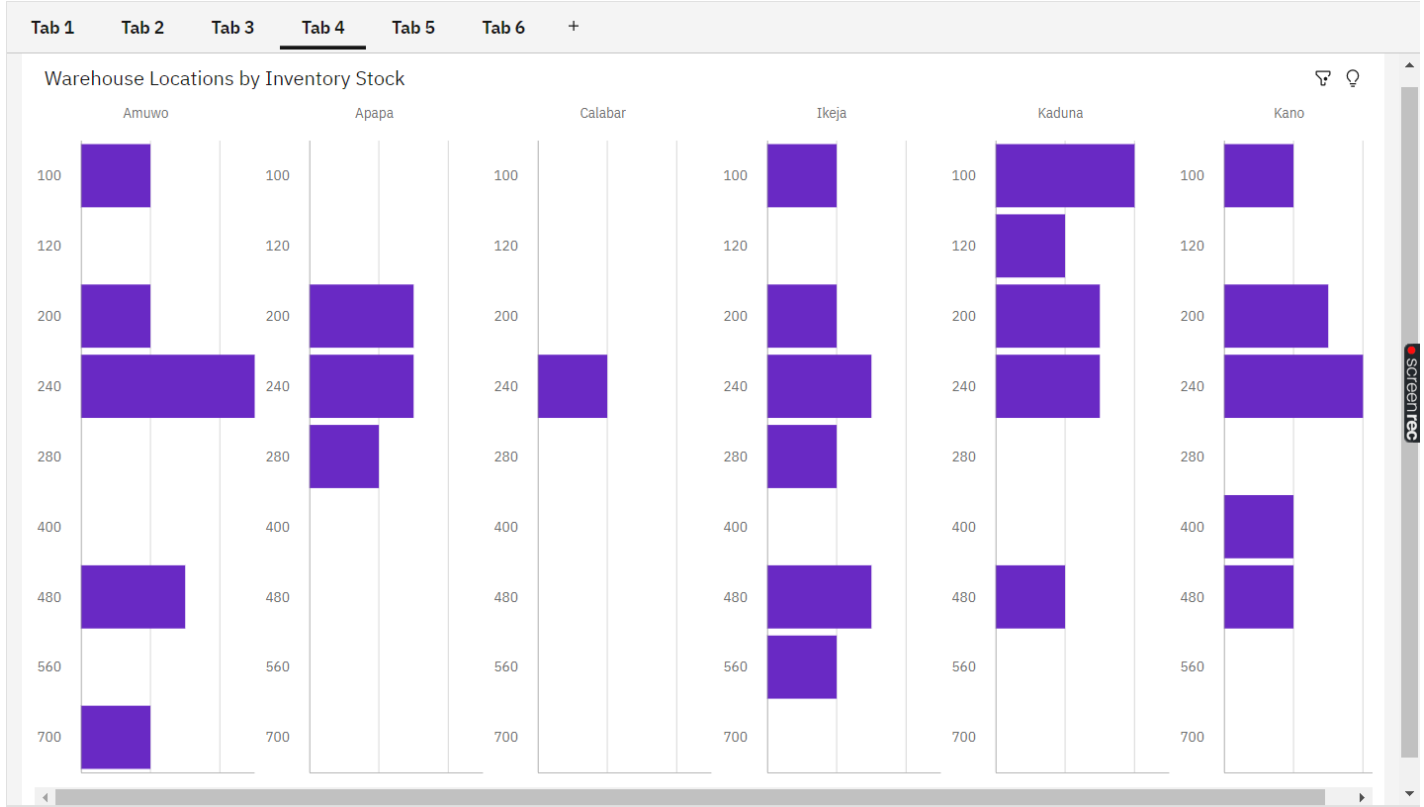 Tab 1 Tab 2 Tab 3 Tab 4 Tab 5 Tab 6 +
Warehouse Locations by Inventory Stock
Amuwo Apapa Calabar Ikeja Kaduna Kano
100 100 100 100 100 100
120 120 120 120 120 120
200 200 200 200 200 200
240 240 240 240 240 240
280 280 280 280 280 280
400 400 400 400 400 400
480 480 480 480 480 480
560 560 560 560 560 560
700 700 700 700 700 700
screenrec